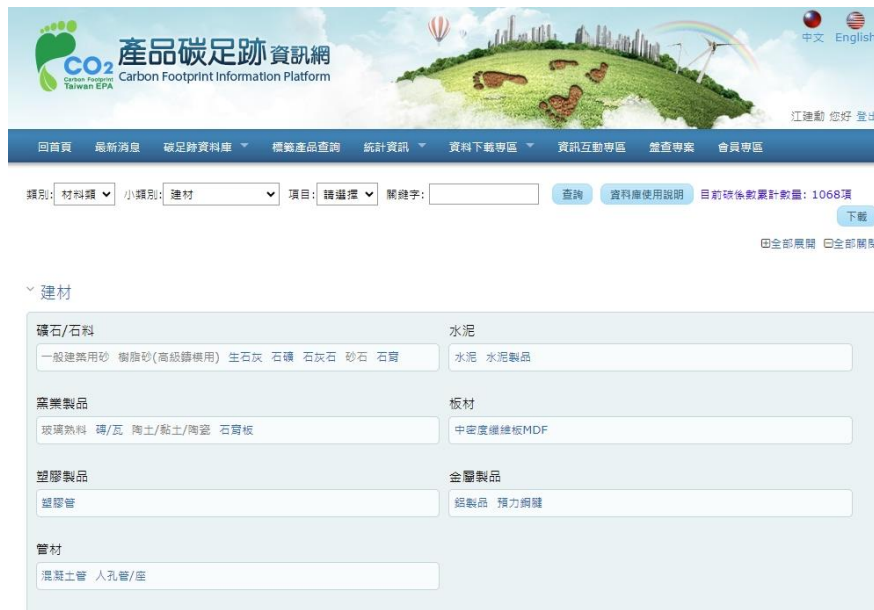 中文 English
CO2 產品碳足跡資訊網
Carbon Footprint
Taiwan EPA
Carbon Footprint Information Platform
江建勳 您好 登出
回首頁 最新消息 碳足跡資料庫 標籤產品查詢 統計資訊 資料下載專區 資訊互動專區 盤查專案 會員專區
類別: 材料類 小類別: 建材 項目: 請選擇 關鍵字: 查詢 資料庫使用說明 目前碳係數累計數量: 1068項
下載
全部展開 全部關閉
建材
礦石/石料
一般建築用砂 樹脂砂(高級鑄模用) 生石灰 石礦 石灰石 砂石 石膏
水泥
水泥 水泥製品
窯業製品
玻璃熟料 磚/瓦 陶土/黏土/陶瓷 石膏板
板材
中密度纖維板MDF
塑膠製品
塑膠管
金屬製品
鋁製品 預力鋼腱
管材
混凝土管 人孔管/座